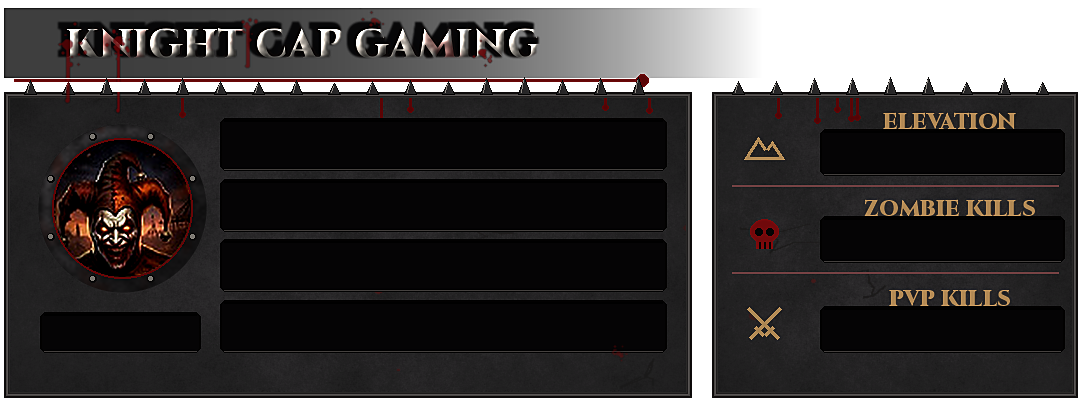 KNIGHT CAP GAMING
ELEVATION
ZOMBIE KILLS
PVP KILLS